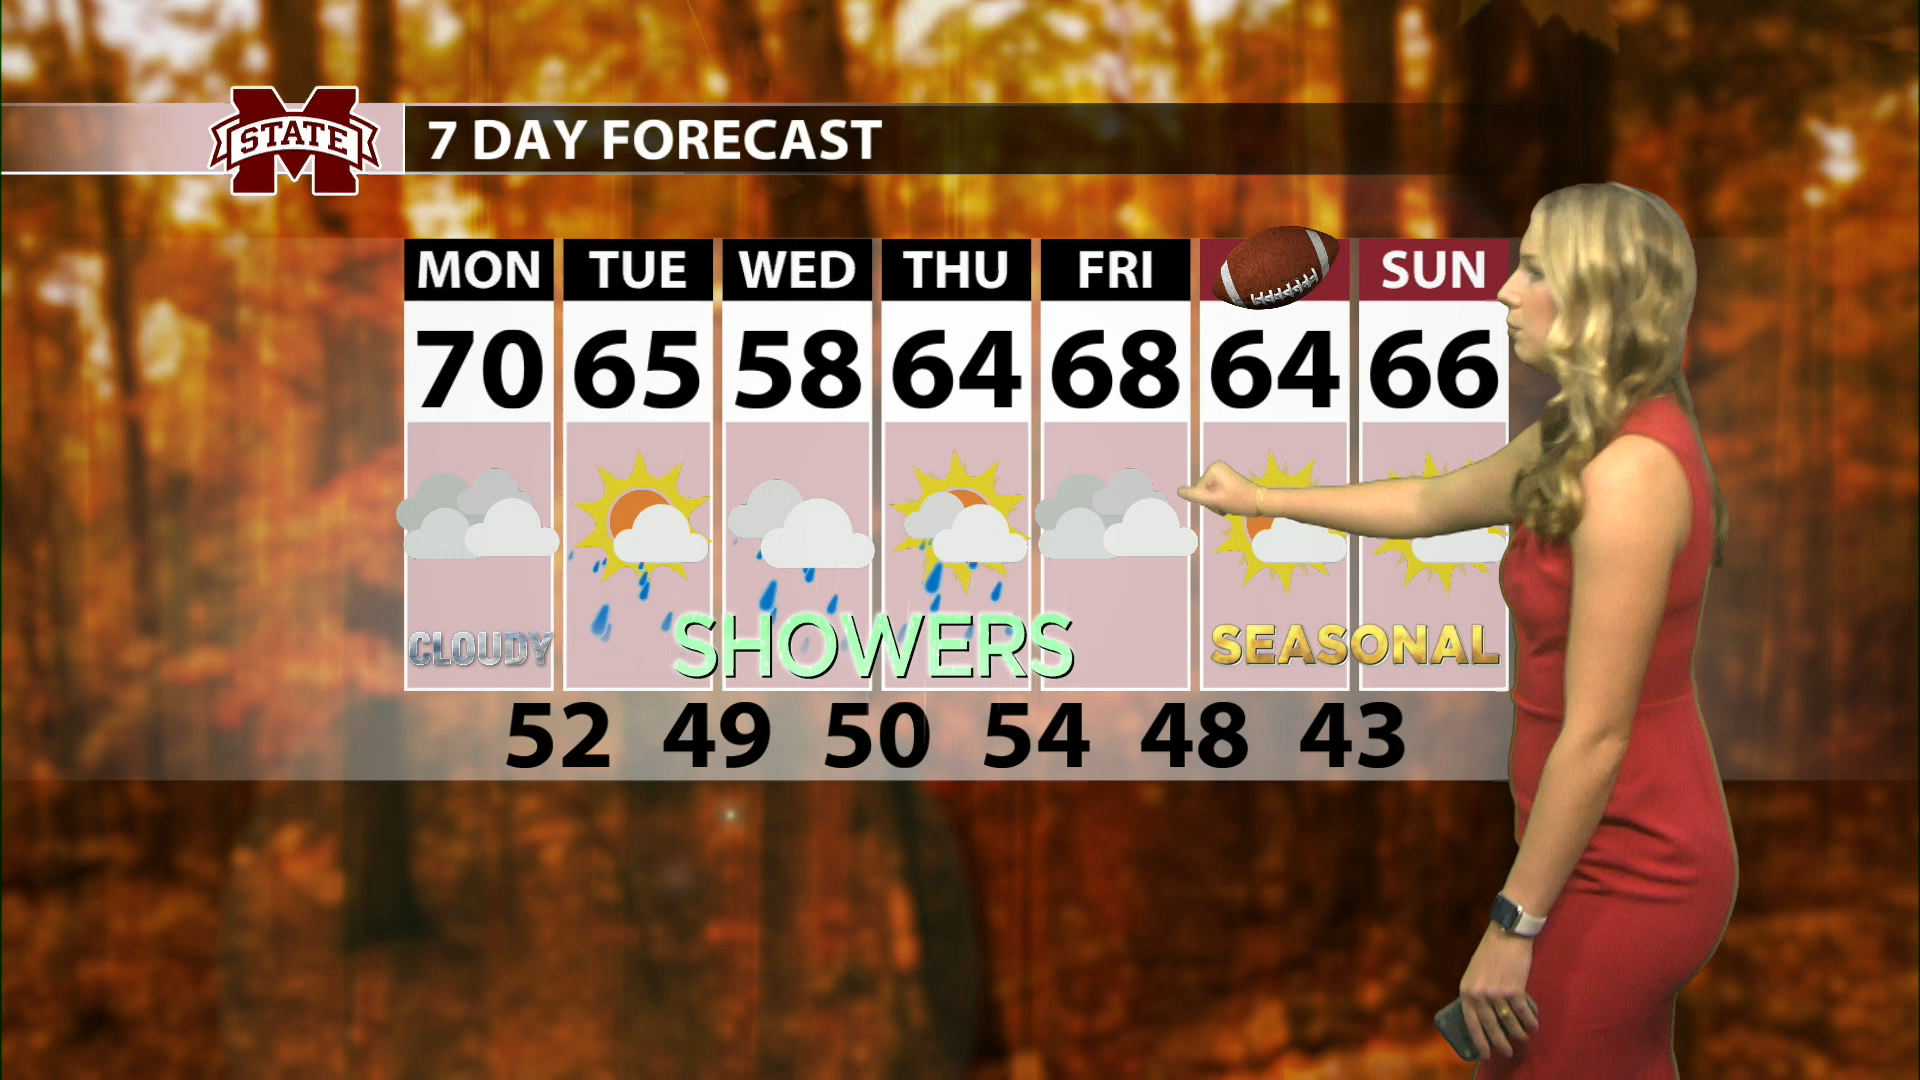 STATE
7 DAY FORECAST
MON TUE WED THU FRI SUN
70 65 58 64 68 64 66
CLOUDY SHOWERS SEASONAL
52 49 50 54 48 43